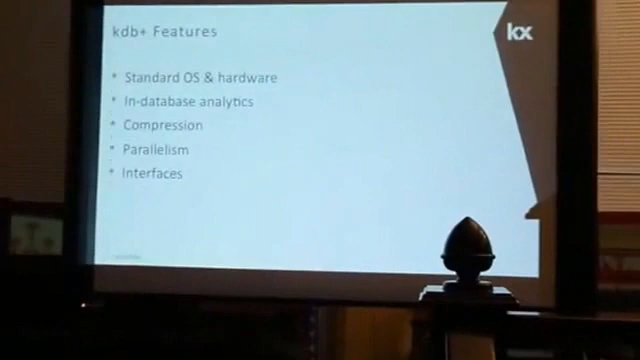 kdb+ Features
kx
* Standard OS & hardware
* In-database analytics
* Compression
* Parallelism
* Interfaces